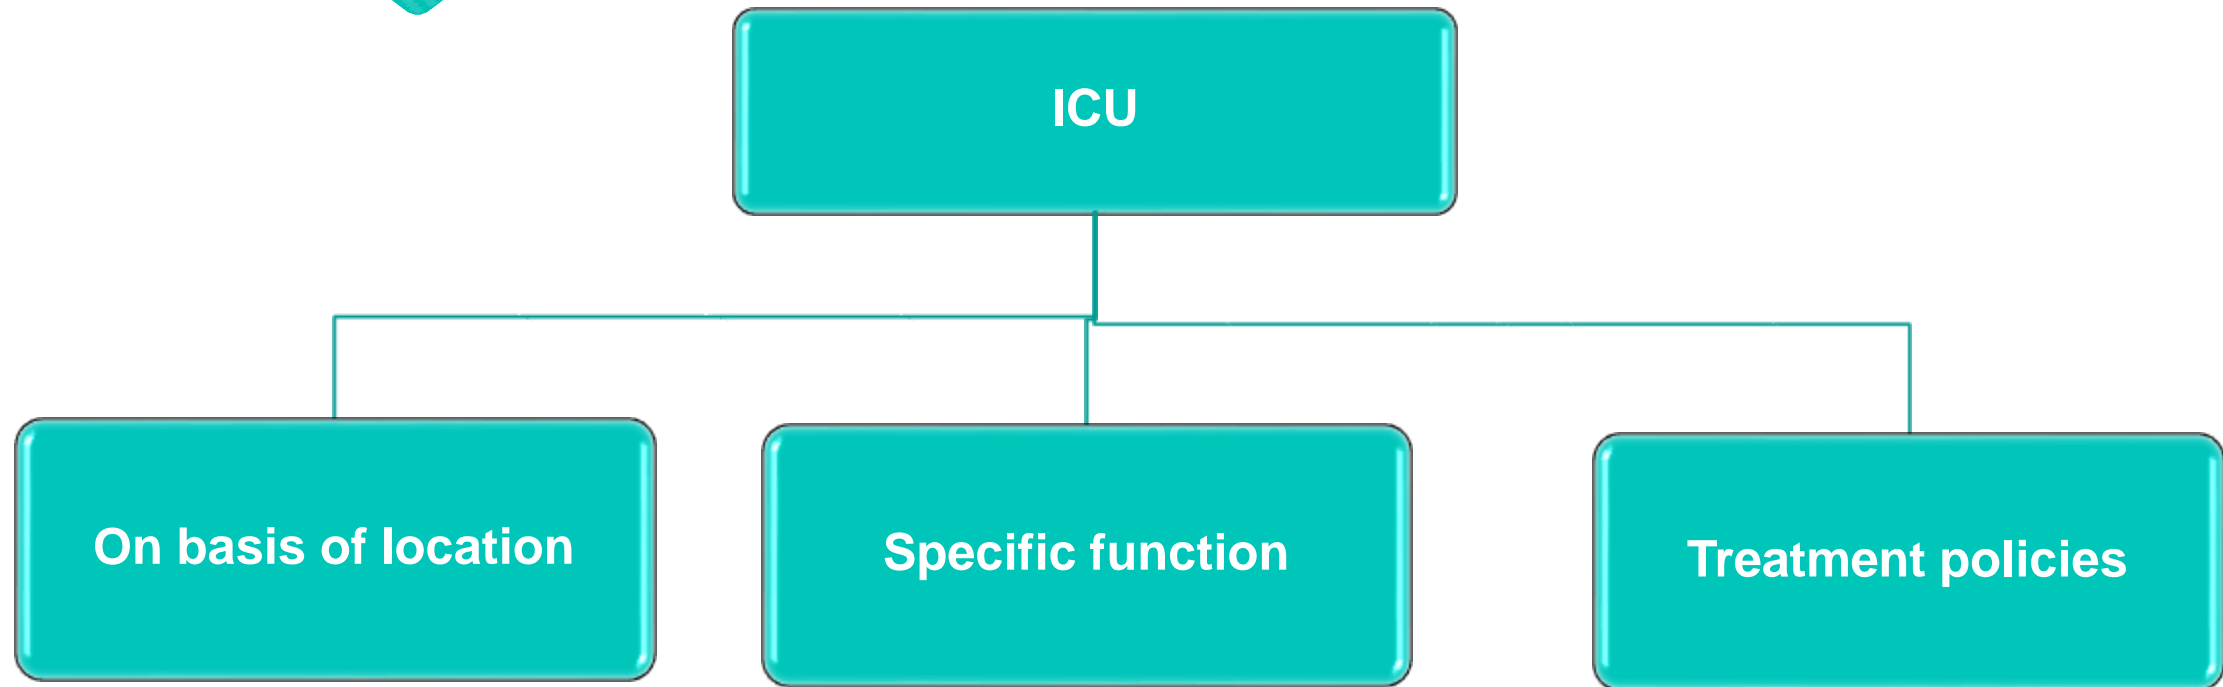 ICU
On basis of location
Specific function
Treatment policies